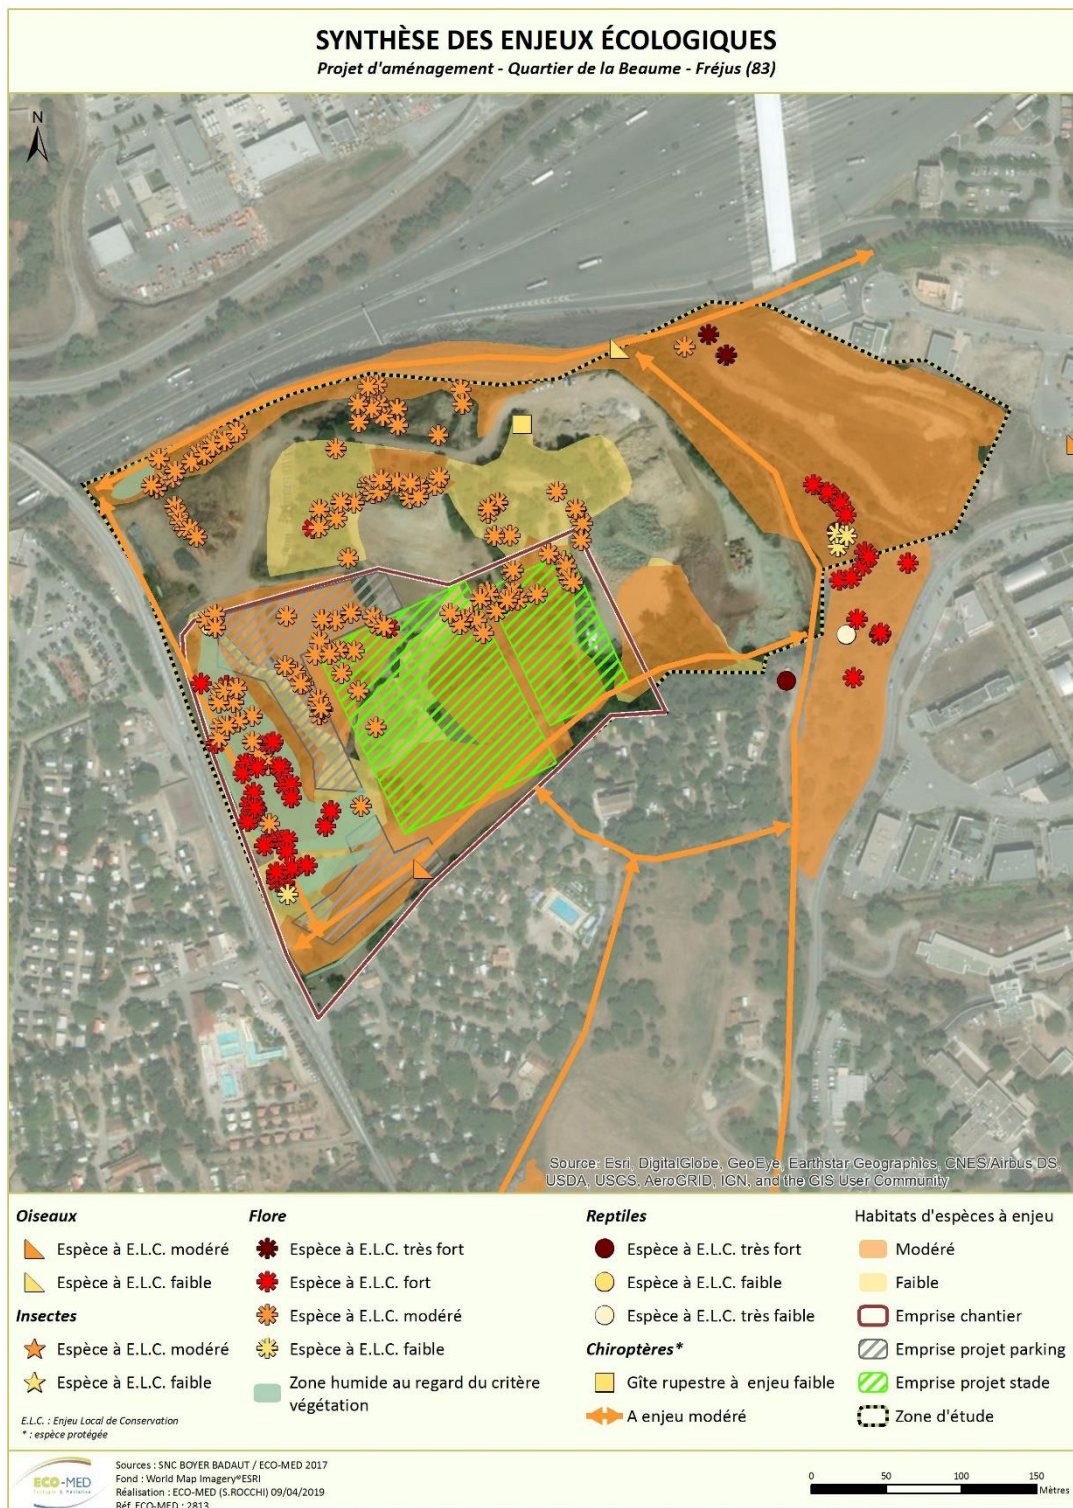 SYNTHÈSE DES ENJEUX ÉCOLOGIQUES
Projet d'aménagement - Quartier de la Beaume - Fréjus (83)
N
Source: Esri, DigitalGlobe, GeoEye, Earthstar Geographics, CNES/Airbus DS,
USDA, USGS, AeroGRID, IGN, and the GIS User Community
Oiseaux
Espèce à E.L.C. modéré
Espèce à E.L.C. faible
Insectes
Espèce à E.L.C. modéré
Espèce à E.L.C. faible
E.L.C. : Enjeu Local de Conservation
* : espèce protégée
Flore
Espèce à E.L.C. très fort
Espèce à E.L.C. fort
Espèce à E.L.C. modéré
Espèce à E.L.C. faible
Zone humide au regard du critère
végétation
Reptiles
Espèce à E.L.C. très fort
Espèce à E.L.C. faible
Espèce à E.L.C. très faible
Chiroptères*
Gîte rupestre à enjeu faible
A enjeu modéré
Habitats d'espèces à enjeu
Modéré
Faible
Emprise chantier
Emprise projet parking
Emprise projet stade
Zone d'étude
ECO-MED
Sources : SNC BOYER BADAUT / ECO-MED 2017
Fond : World Map Imagery®ESRI
Réalisation : ECO-MED (S.ROCCHI) 09/04/2019
Réf. ECO-MED : 2813
0 50 100 150
Mètres